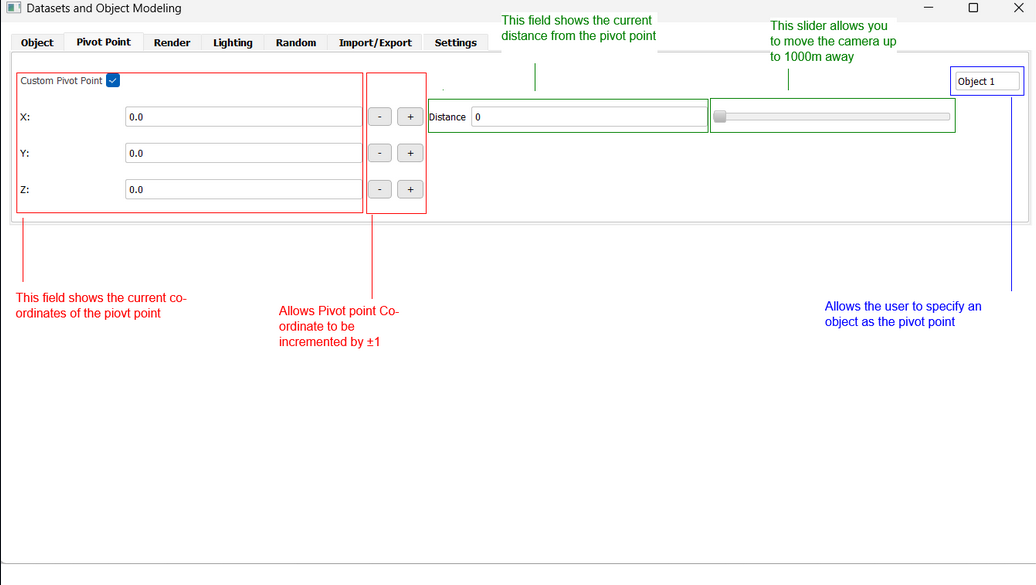 Datasets and Object Modeling
This field shows the current
distance from the pivot point
This slider allows you
to move the camera up
to 1000m away
Object Pivot Point Render Lighting Random Import/Export Settings
Custom Pivot Point
Object 1
X: 0.0 - + Distance 0
Y: 0.0 - +
Z: 0.0 - +
This field shows the current co-
ordinates of the piovt point
Allows Pivot point Co-
ordinate to be
incremented by ±1
Allows the user to specify an
object as the pivot point